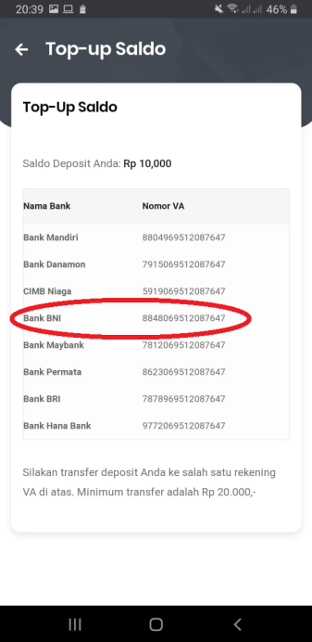 20:39 46%
Top-up Saldo
Top-Up Saldo
Saldo Deposit Anda: Rp 10,000
Nama Bank Nomor VA
Bank Mandiri 8804969512087647
Bank Danamon 7915069512087647
CIMB Niaga 5919069512087647
Bank BNI 8848069512087647
Bank Maybank 7812069512087647
Bank Permata 8623069512087647
Bank BRI 7878969512087647
Bank Hana Bank 9772069512087647
Silakan transfer deposit Anda ke salah satu rekening
VA di atas. Minimum transfer adalah Rp 20.000,-